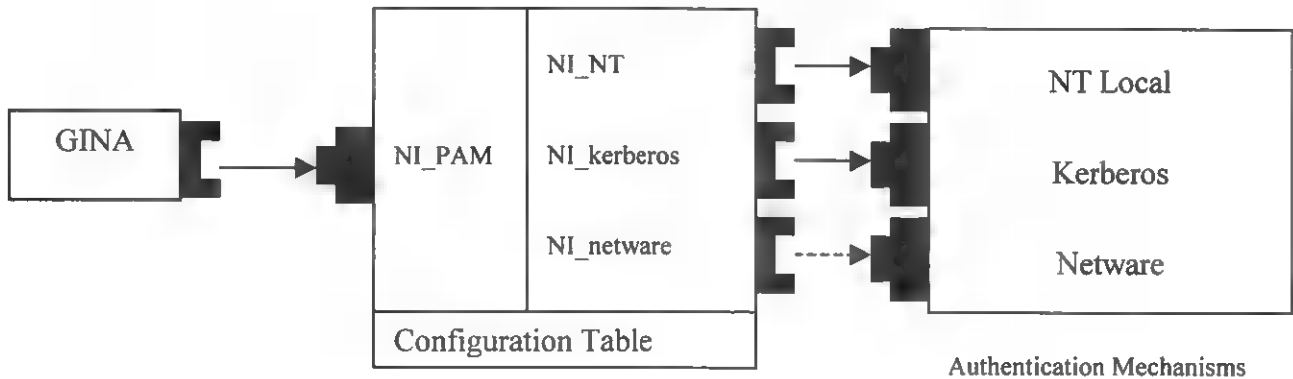 GINA
NI_PAM
NI_NT
NI_kerberos
NI_netware
Configuration Table
NT Local
Kerberos
Netware
Authentication Mechanisms